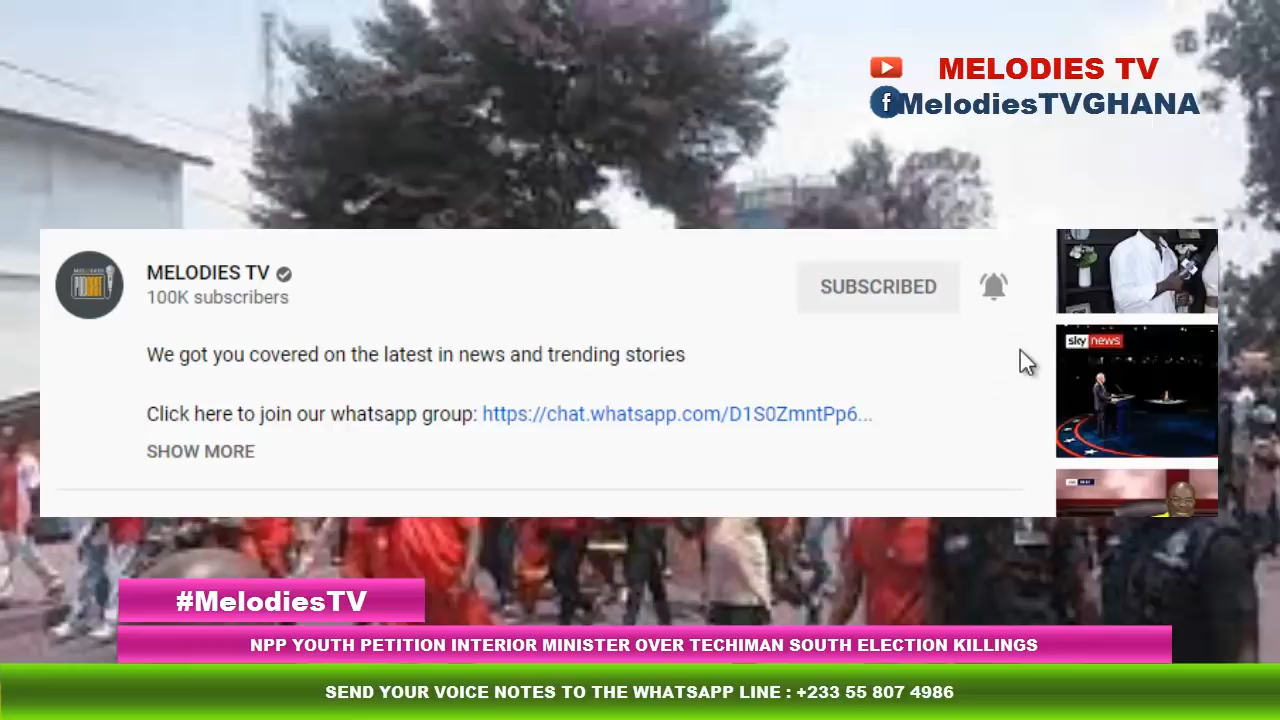 MELODIES TV
f MelodiesTVGHANA
MELODIES TV
100K subscribers
SUBSCRIBED
We got you covered on the latest in news and trending stories
Click here to join our whatsapp group: https://chat.whatsapp.com/D1S0ZmntPp6...
SHOW MORE
sky news
#MelodiesTV
NPP YOUTH PETITION INTERIOR MINISTER OVER TECHIMAN SOUTH ELECTION KILLINGS
SEND YOUR VOICE NOTES TO THE WHATSAPP LINE : +233 55 807 4986